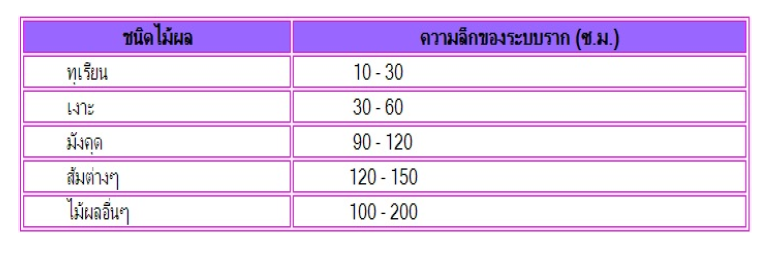 ชนิดไม้ผล ความลึกของระบบราก (ซ.ม.)
ทุเรียน 10 - 30
เงาะ 30 - 60
มังคุด 90 - 120
ส้มต่างๆ 120 - 150
ไม้ผลอื่นๆ 100 - 200